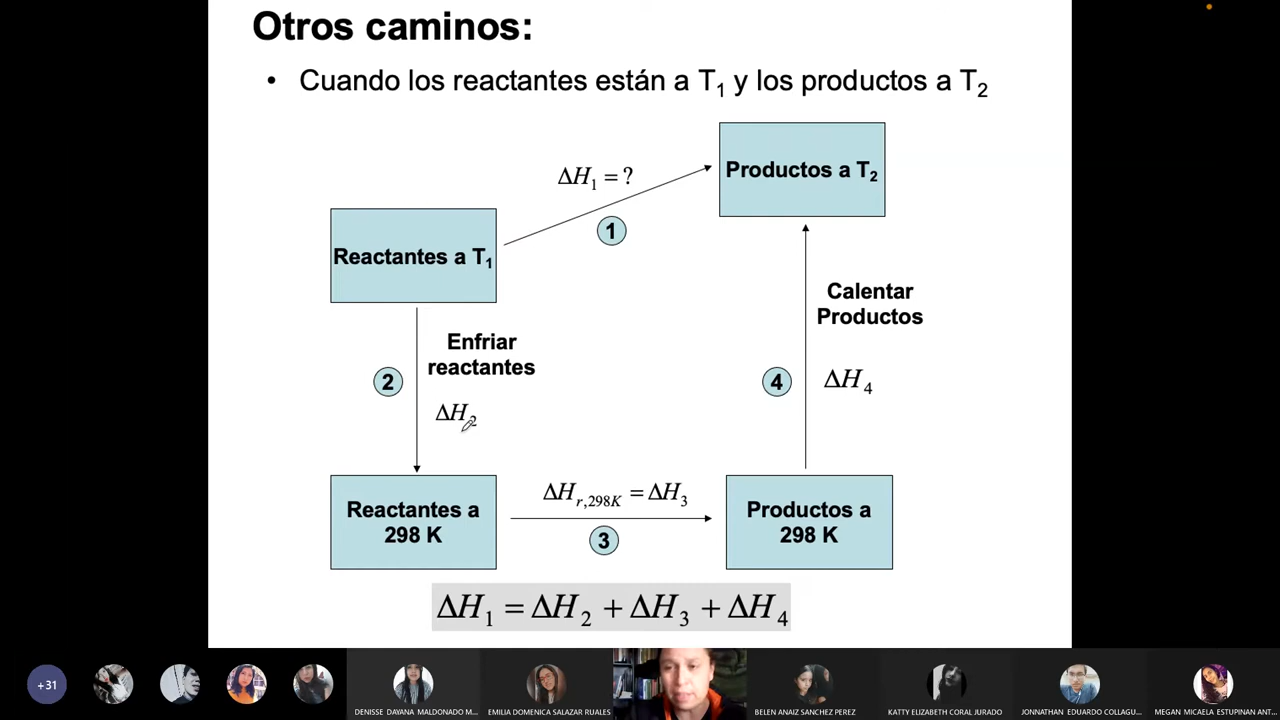 Otros caminos:
• Cuando los reactantes están a T₁ y los productos a T₂
Productos a T₂
ΔH₁ = ?
1
Reactantes a T₁
Calentar
Productos
Enfriar
reactantes
2
4
ΔH₄
ΔH₂
ΔHr,298K = ΔH₃
Reactantes a
298 K
Productos a
298 K
3
ΔH₁ = ΔH₂ + ΔH₃ + ΔH₄
+31
DENISSE DAYANA MALDONADO M...
EMILIA DOMENICA SALAZAR RUALES
BELEN ANAIZ SANCHEZ PEREZ
KATTY ELIZABETH CORAL JURADO
JONNATHAN EDUARDO COLLAGU...
MEGAN MICAELA ESTUPINAN ANT...